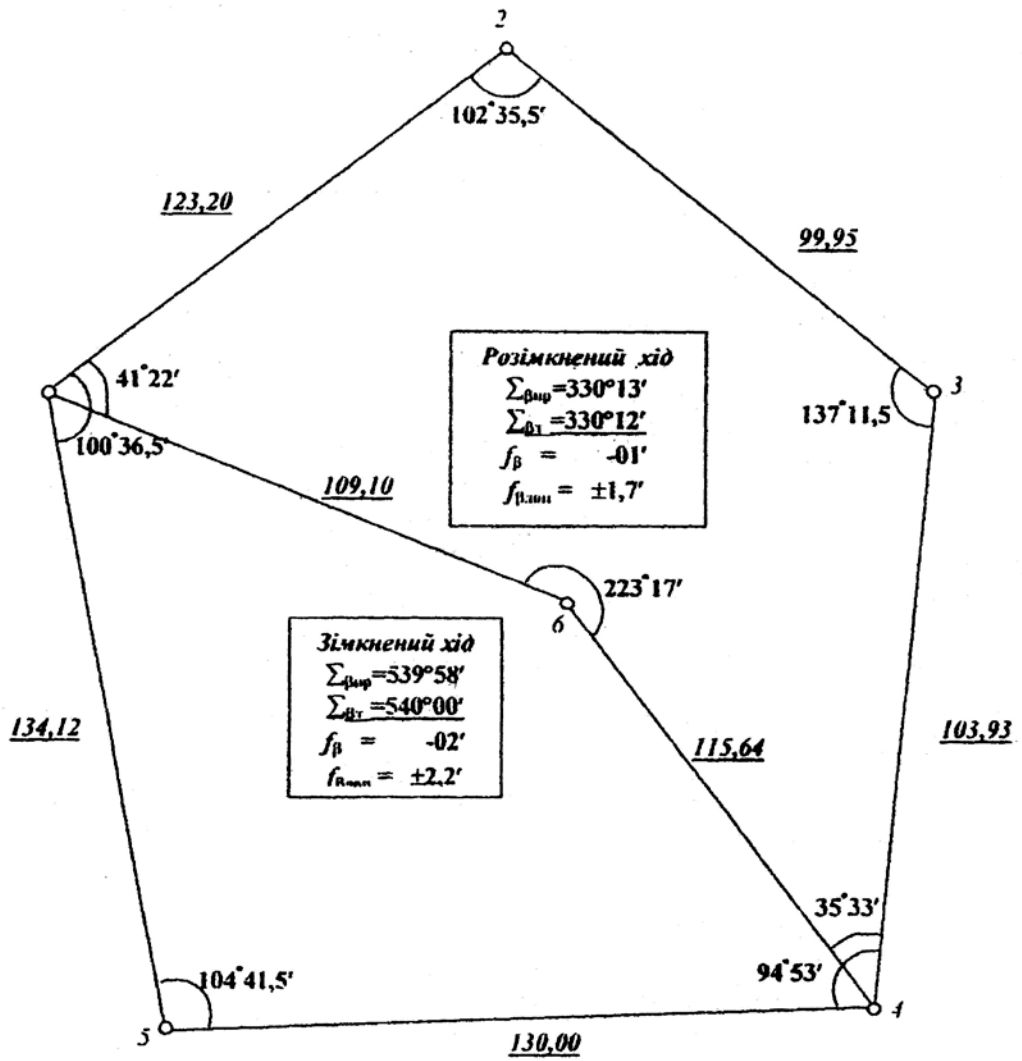 2
102°35,5'
123,20
99,95
Розімкнений хід
∑βвир=330°13'
∑βт=330°12'
fβ = -01'
fβдоп = ±1,7'
3
137°11,5
41°22'
100°36,5'
109,10
223°17'
6
Зімкнений хід
∑βвир=539°58'
∑βт =540°00'
fβ = -02'
fβдоп = ±2,2'
134,12
115,64
103,93
35°33'
94°53'
104°41,5'
4
5
130,00